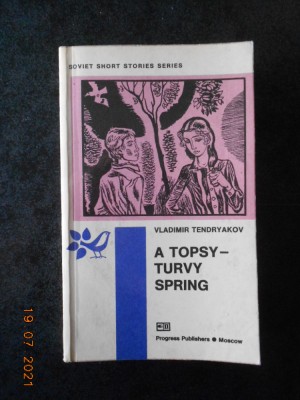 SOVIET SHORT STORIES SERIES
VLADIMIR TENDRYAKOV
A TOPSY–
TURVY
SPRING
Progress Publishers ● Moscow
19 07 2021